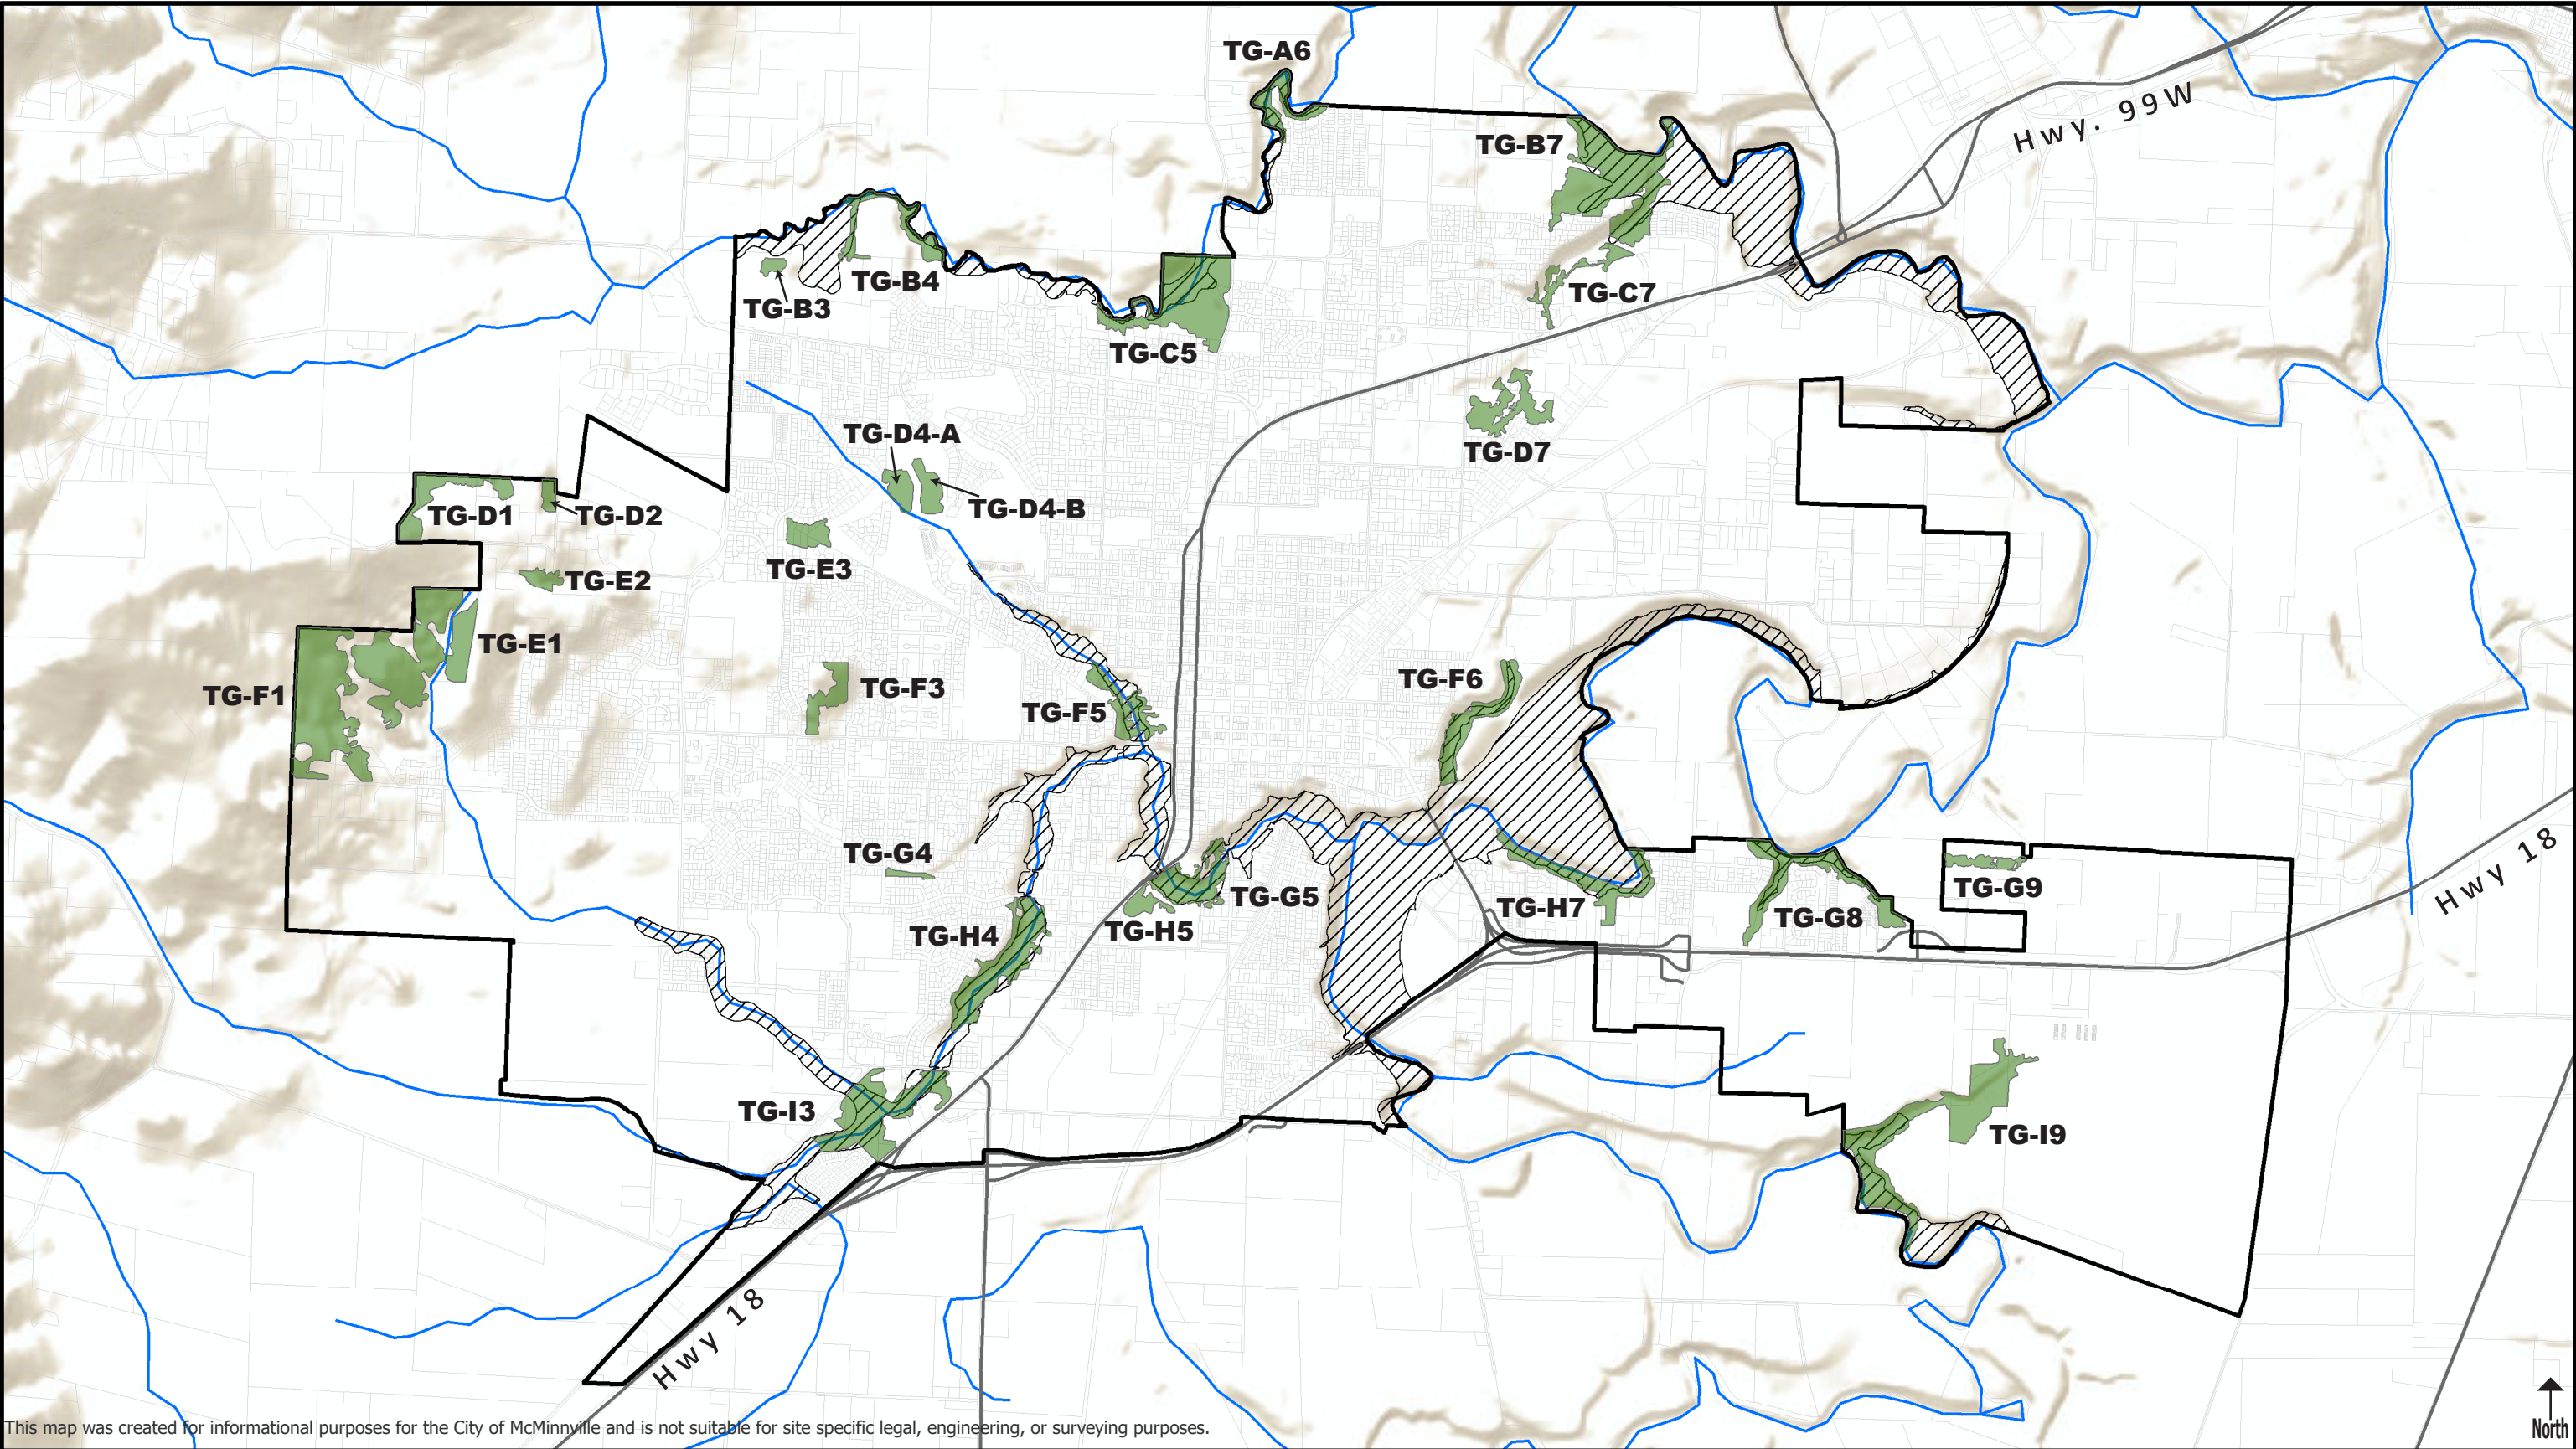 TG-A6
Hwy. 99W
TG-B7
TG-B4
TG-B3
TG-C7
TG-C5
TG-D4-A
TG-D7
TG-D4-B
TG-D1
TG-D2
TG-E3
TG-E2
TG-E1
TG-F6
TG-F3
TG-F1
TG-F5
TG-G4
Hwy 18
TG-G9
TG-G5
TG-H7
TG-G8
TG-H5
TG-H4
TG-I3
TG-I9
Hwy 18
This map was created for informational purposes for the City of McMinnville and is not suitable for site specific legal, engineering, or surveying purposes.
North